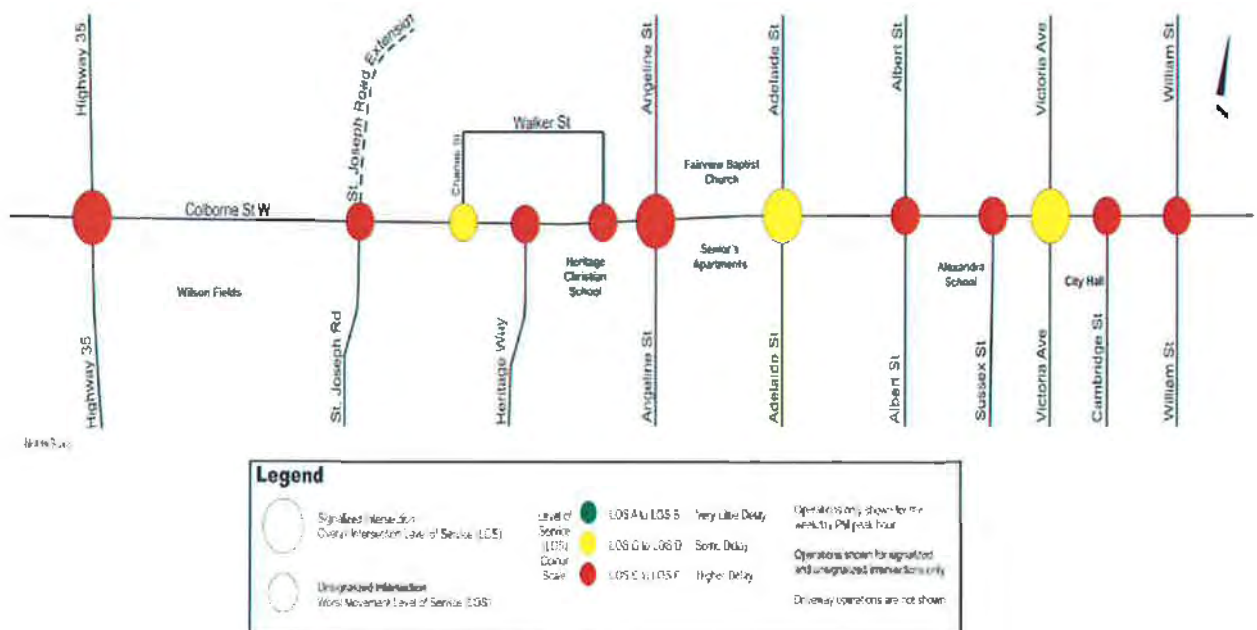 Highway 35
St. Joseph Road Extension
Angeline St
Adelaide St
Albert St
Victoria Ave
William St
Walker St
Charles St
Fairview Baptist
Church
Colborne St W
Wilson Fields
Heritage
Christian
School
Senior's
Apartments
Alexandra
School
City Hall
Highway 35
St. Joseph Rd
Heritage Way
Angeline St
Adelaide St
Albert St
Sussex St
Victoria Ave
Cambridge St
William St
Legend
Signalized Intersection
Overall Intersection Level of Service (LOS)
Unsignalized Intersection
Worst Movement Level of Service (LOS)
Level of
Service
(LOS)
Colour
Scale
LOS A to LOS B Very Little Delay
LOS C to LOS D Some Delay
LOS E to LOS F Higher Delay
Operations only shown for the
weekday PM peak hour
Operations shown for signalized
and unsignalized intersections only
Driveway operations are not shown